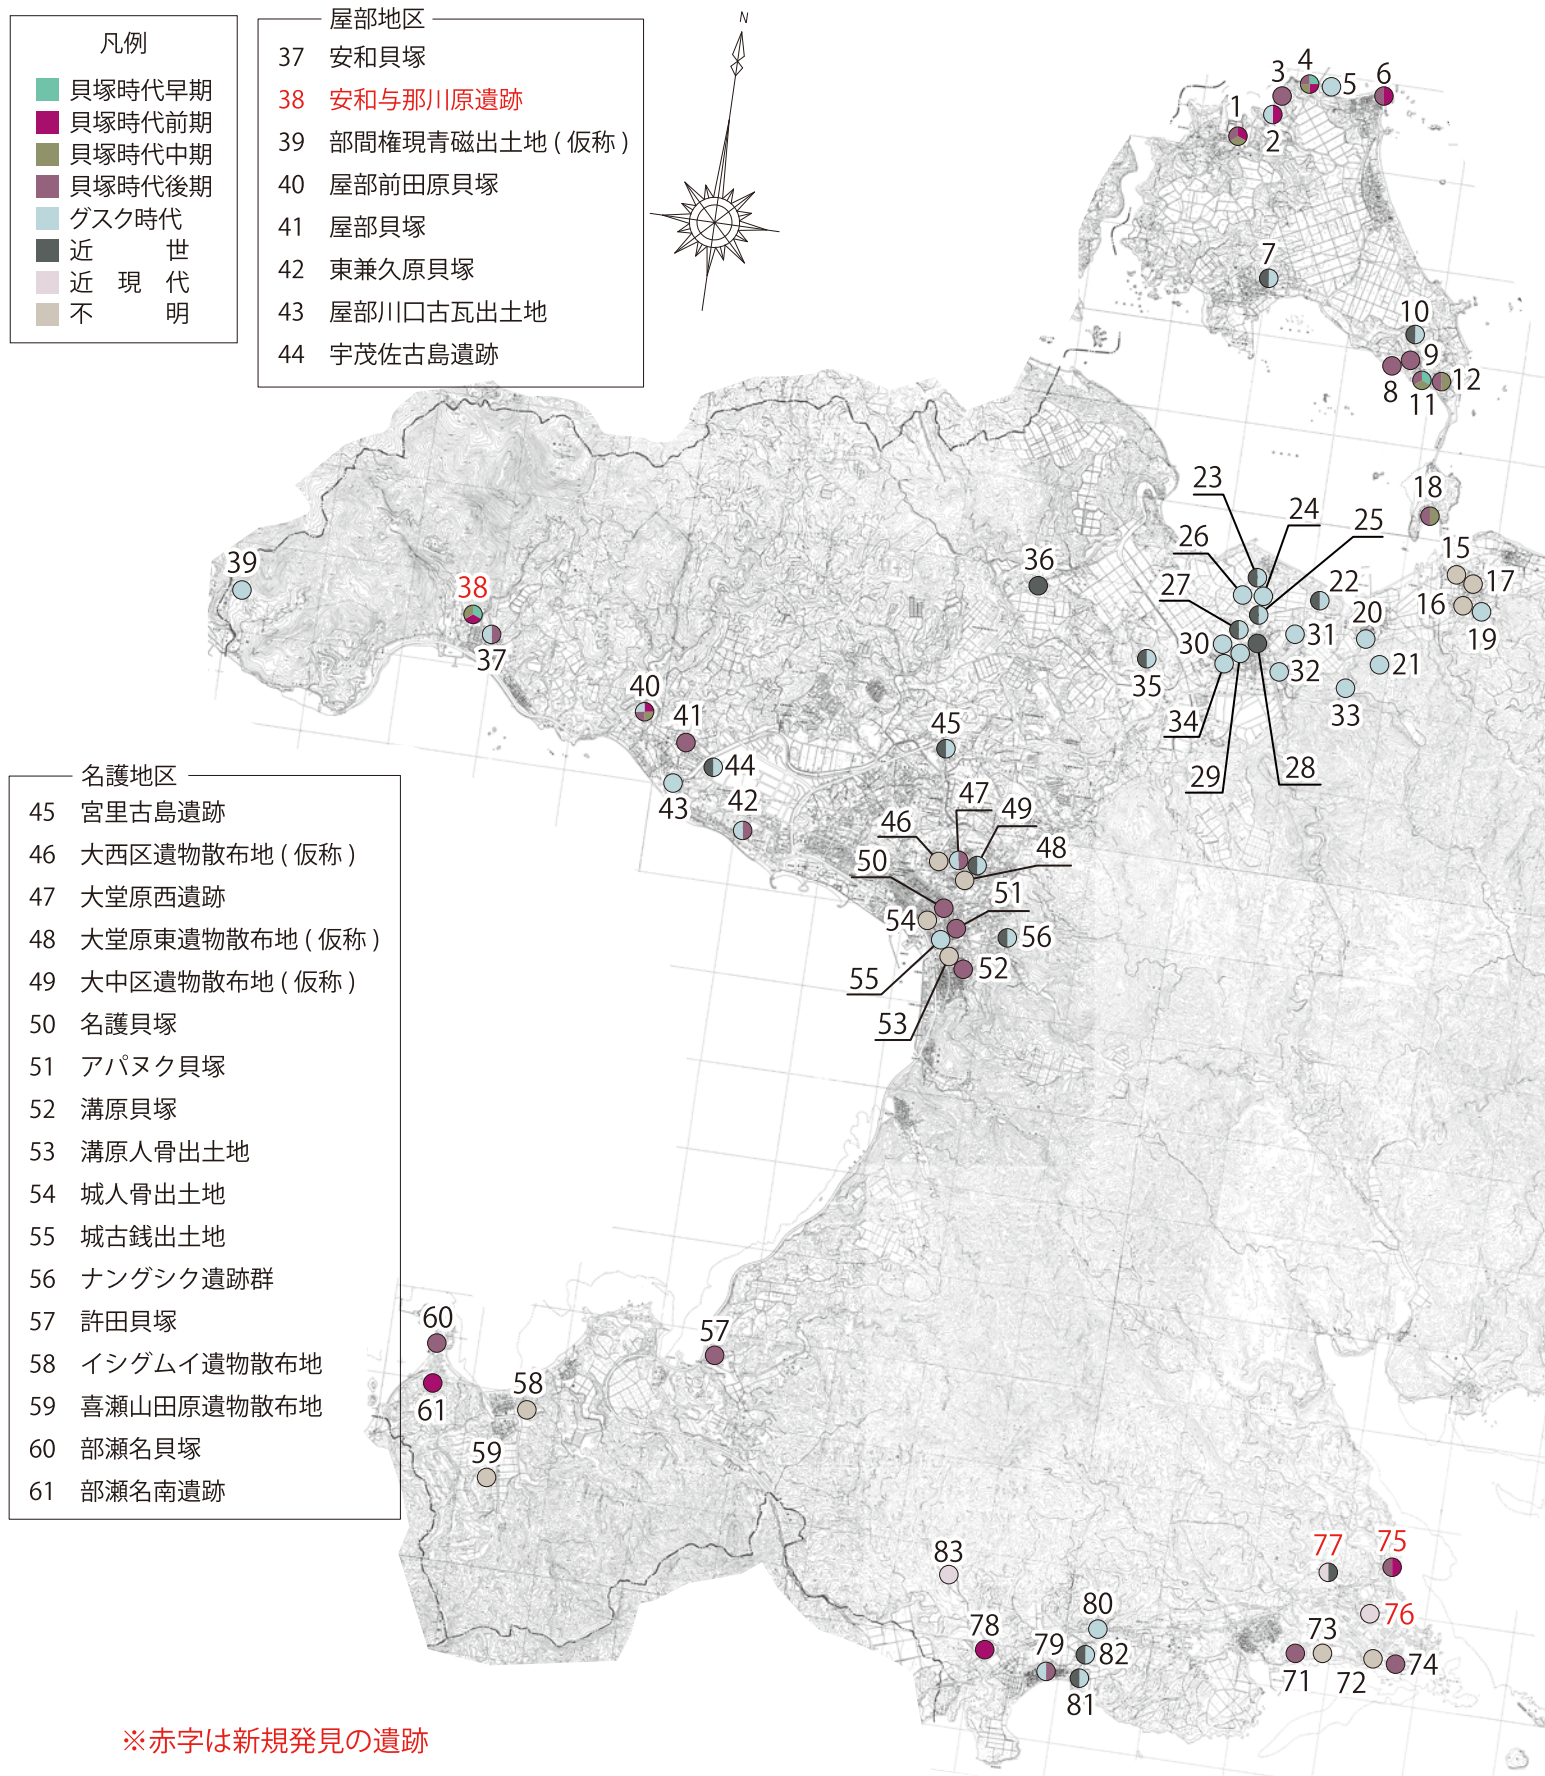 凡例
貝塚時代早期
貝塚時代前期
貝塚時代中期
貝塚時代後期
グスク時代
近　　　世
近　現　代
不　　　明
屋部地区
37 安和貝塚
38 安和与那川原遺跡
39 部間権現青磁出土地 ( 仮称 )
40 屋部前田原貝塚
41 屋部貝塚
42 東兼久原貝塚
43 屋部川口古瓦出土地
44 宇茂佐古島遺跡
N
名護地区
45 宮里古島遺跡
46 大西区遺物散布地 ( 仮称 )
47 大堂原西遺跡
48 大堂原東遺物散布地 ( 仮称 )
49 大中区遺物散布地 ( 仮称 )
50 名護貝塚
51 アパヌク貝塚
52 溝原貝塚
53 溝原人骨出土地
54 城人骨出土地
55 城古銭出土地
56 ナングシク遺跡群
57 許田貝塚
58 イシグムイ遺物散布地
59 喜瀬山田原遺物散布地
60 部瀬名貝塚
61 部瀬名南遺跡
1
2
3
4
5
6
7
10
9
8
11
12
18
15
17
16
19
23
24
25
26
27
22
20
21
30
31
32
33
34
29
28
35
36
39
38
37
40
41
44
43
42
45
47
49
46
48
50
51
54
56
55
52
53
60
61
57
58
59
83
78
79
80
82
81
77
75
76
73
71
72
74
※赤字は新規発見の遺跡